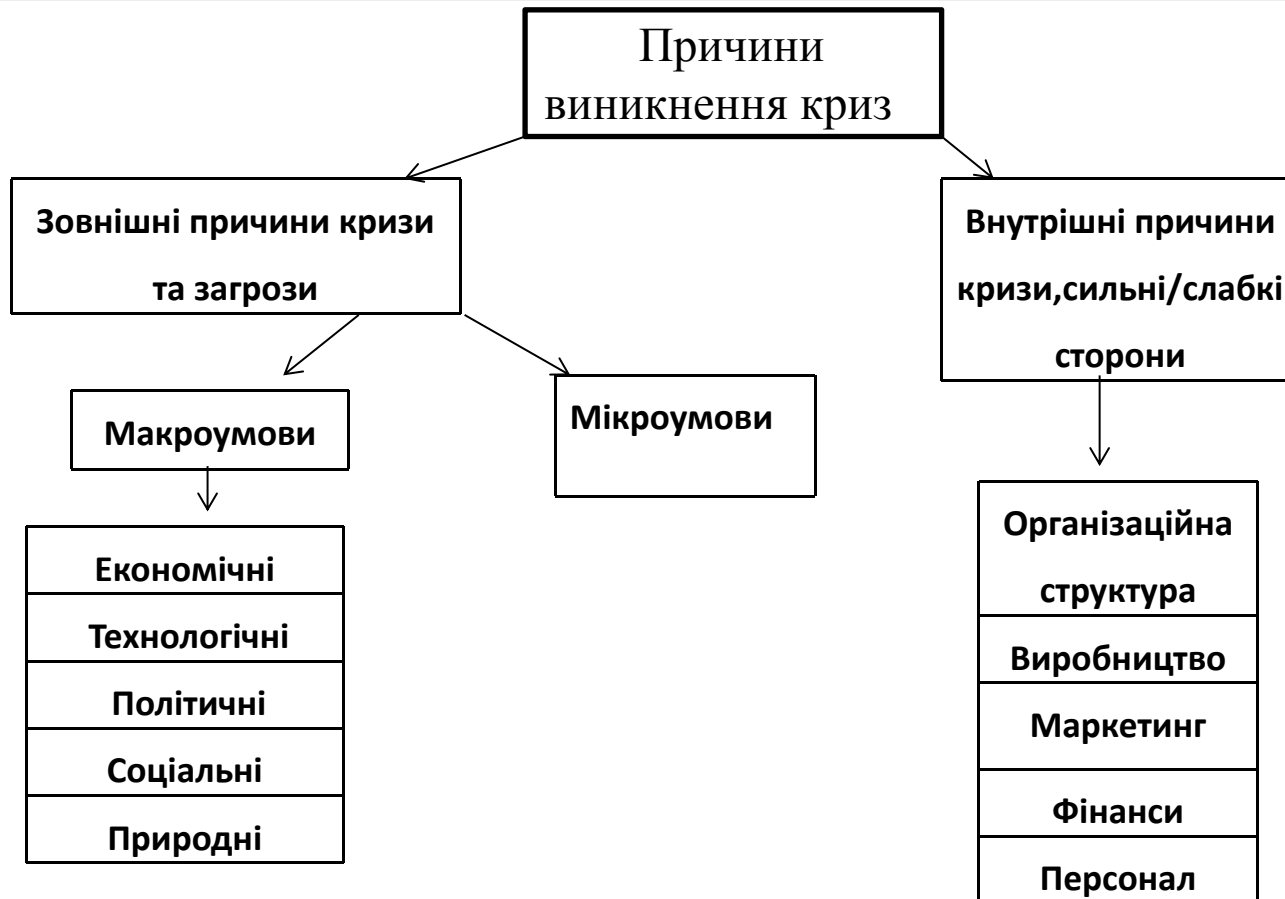 Причини
виникнення криз
Зовнішні причини кризи
та загрози
Внутрішні причини
кризи,сильні/слабкі
сторони
Макроумови
Мікроумови
Економічні
Технологічні
Політичні
Соціальні
Природні
Організаційна
структура
Виробництво
Маркетинг
Фінанси
Персонал